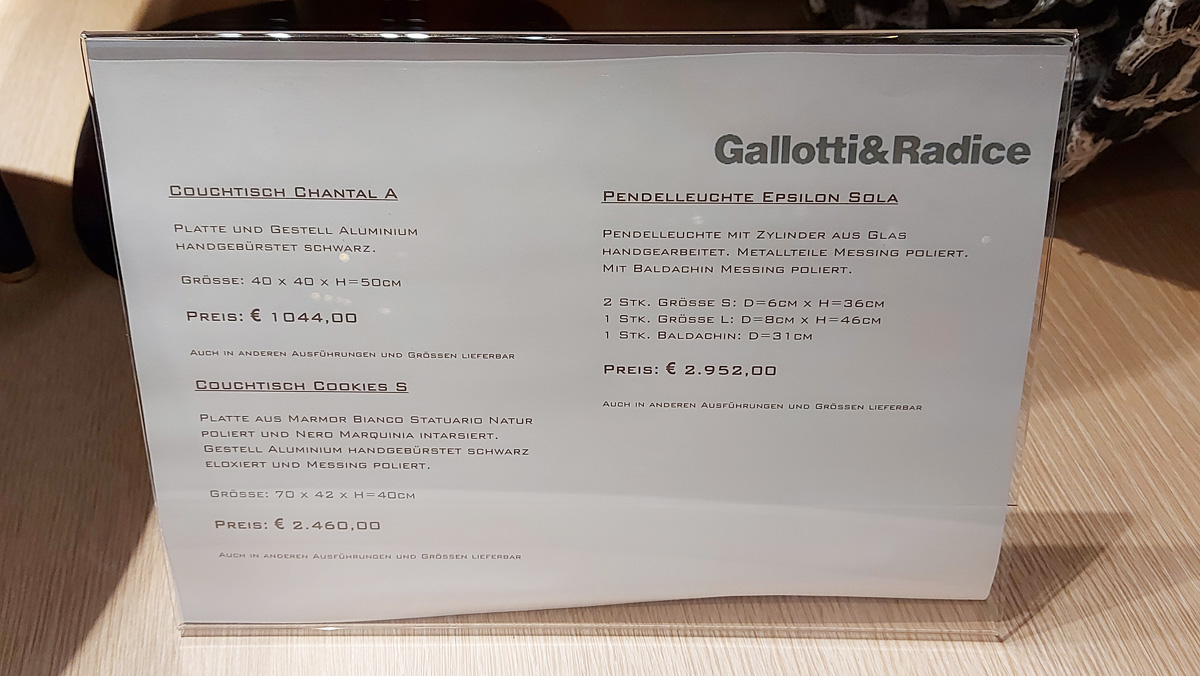 Gallotti&Radice
Couchtisch Chantal A
Platte und Gestell Aluminium
handgebürstet schwarz.
Grösse: 40 x 40 x H=50cm
Preis: € 1044,00
Auch in anderen Ausführungen und Grössen lieferbar
Couchtisch Cookies S
Platte aus Marmor Bianco Statuario Natur
poliert und Nero Marquinia intarsiert.
Gestell Aluminium handgebürstet schwarz
eloxiert und Messing poliert.
Grösse: 70 x 42 x H=40cm
Preis: € 2.460,00
Auch in anderen Ausführungen und Grössen lieferbar
Pendelleuchte Epsilon Sola
Pendelleuchte mit Zylinder aus Glas
handgearbeitet. Metallteile Messing poliert.
Mit Baldachin Messing poliert.
2 Stk. Grösse S: D=6cm x H=36cm
1 Stk. Grösse L: D=8cm x H=46cm
1 Stk. Baldachin: D=31cm
Preis: € 2.952,00
Auch in anderen Ausführungen und Grössen lieferbar